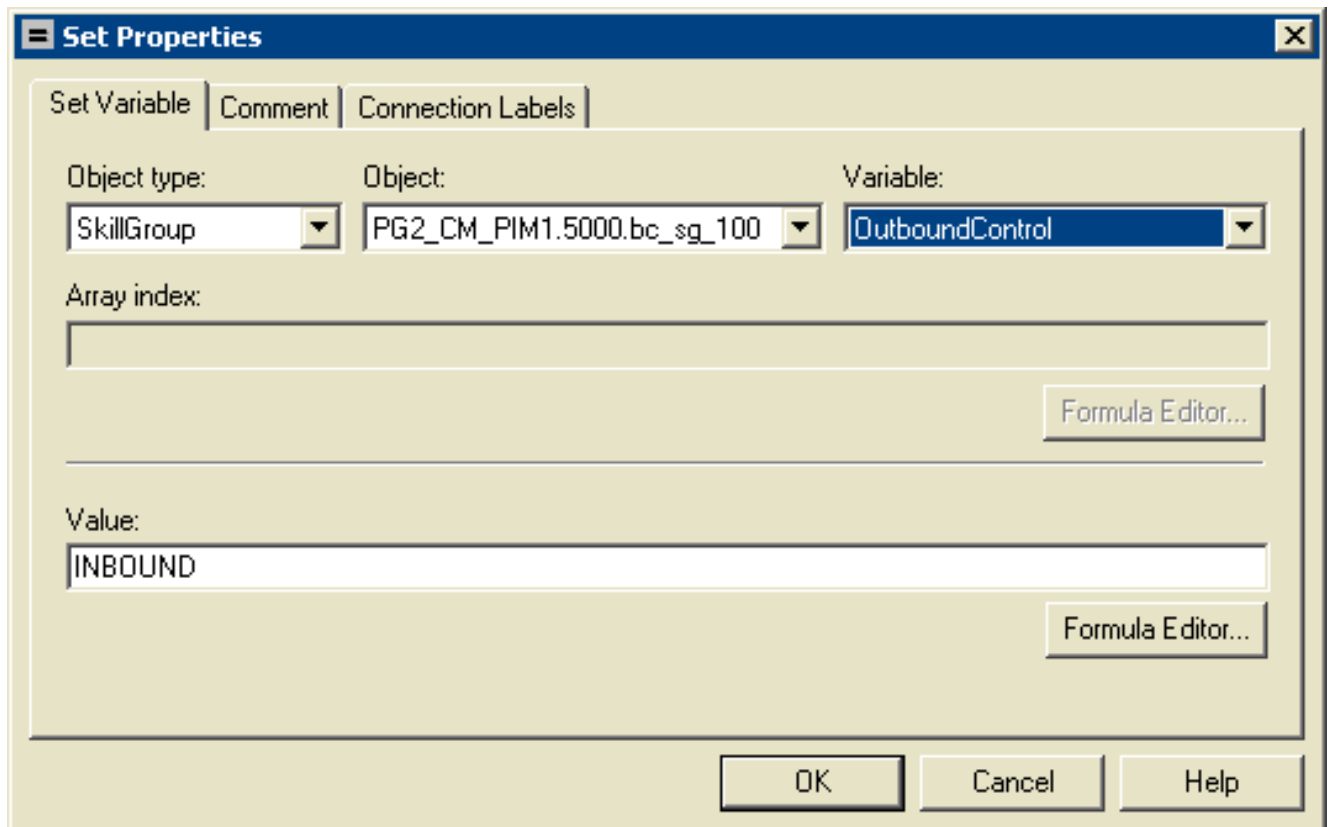 Set Properties
Set Variable Comment Connection Labels
Object type: Object: Variable:
SkillGroup PG2_CM_PIM1.5000.bc_sg_100 OutboundControl
Array index:
Formula Editor...
Value:
INBOUND
Formula Editor...
OK Cancel Help